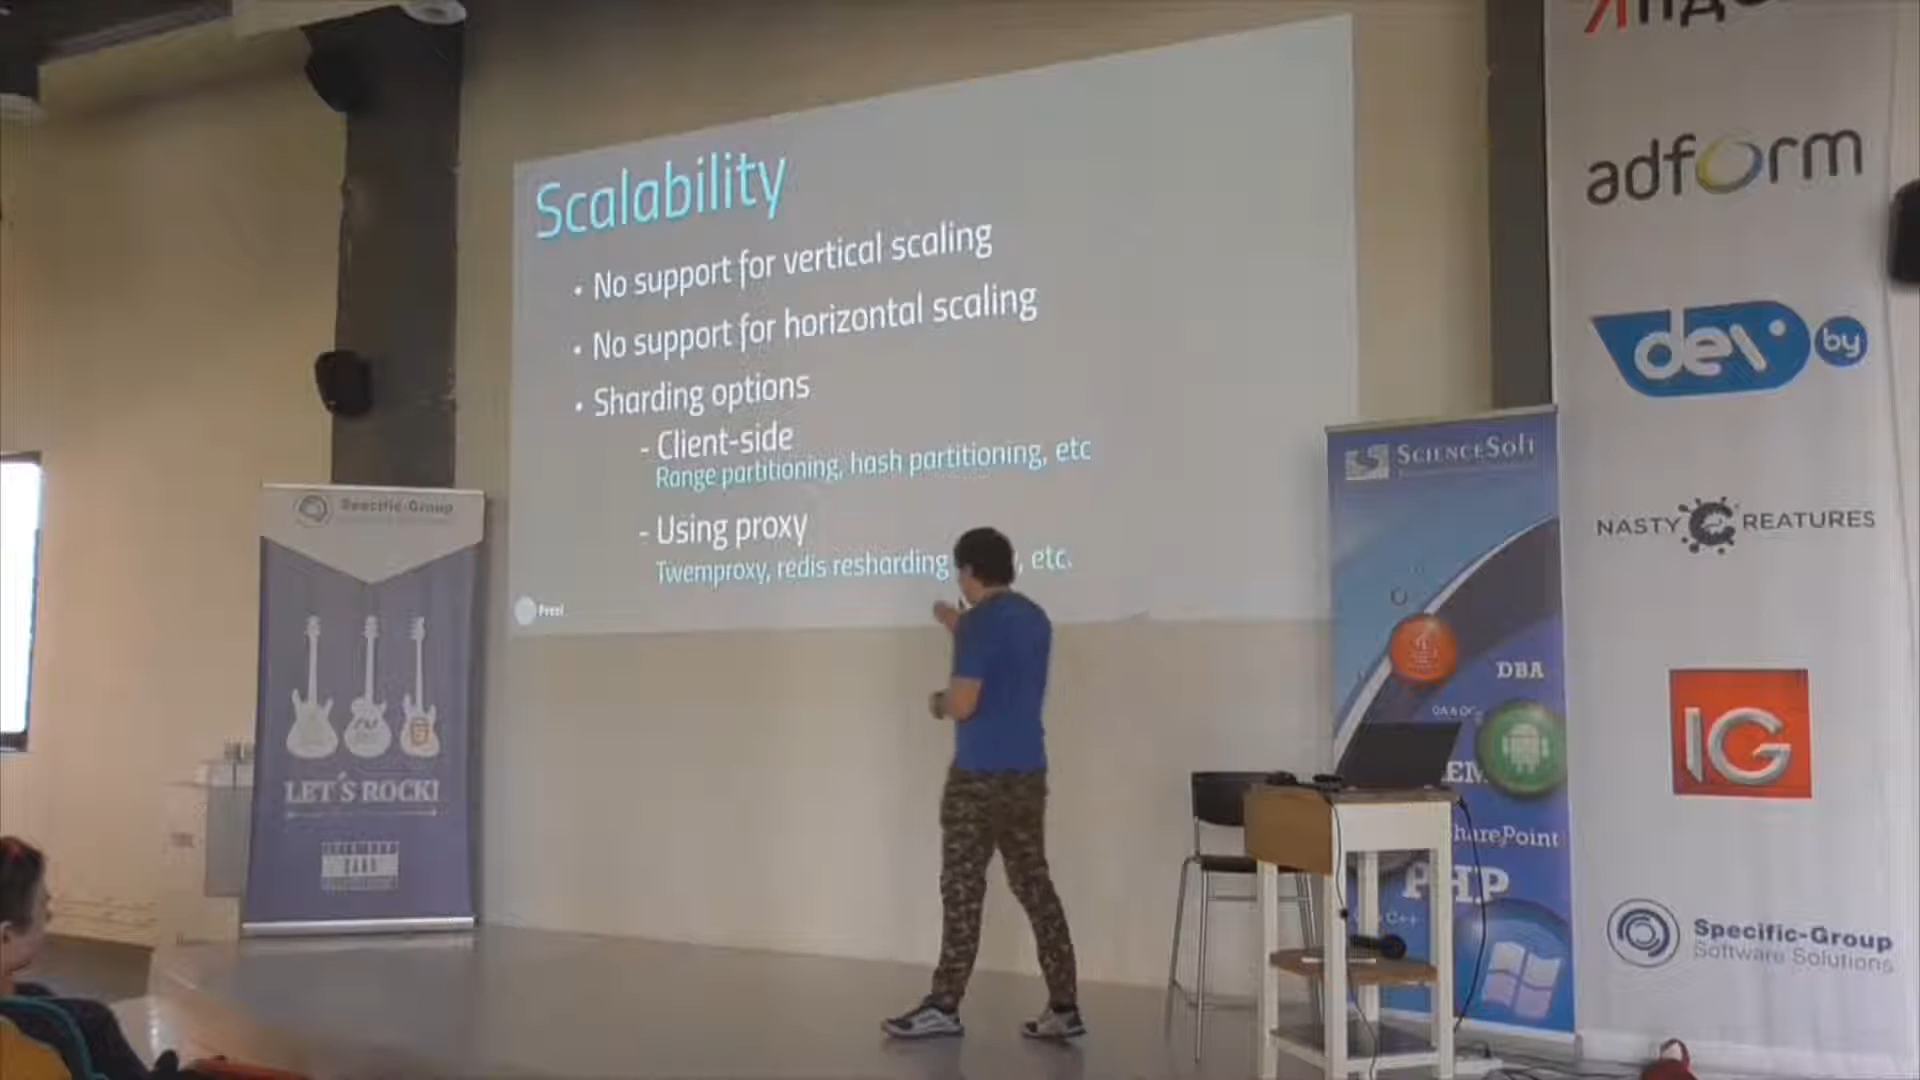 Scalability
• No support for vertical scaling
• No support for horizontal scaling
• Sharding options
- Client-side
Range partitioning, hash partitioning, etc
- Using proxy
Twemproxy, redis resharding , etc.
Prezi
Specific-Group
LET'S ROCK!
SCIENCESOFT
DBA
SharePoint
PHP
C++
adform
dev by
NASTY CREATURES
IG
Specific-Group
Software Solutions